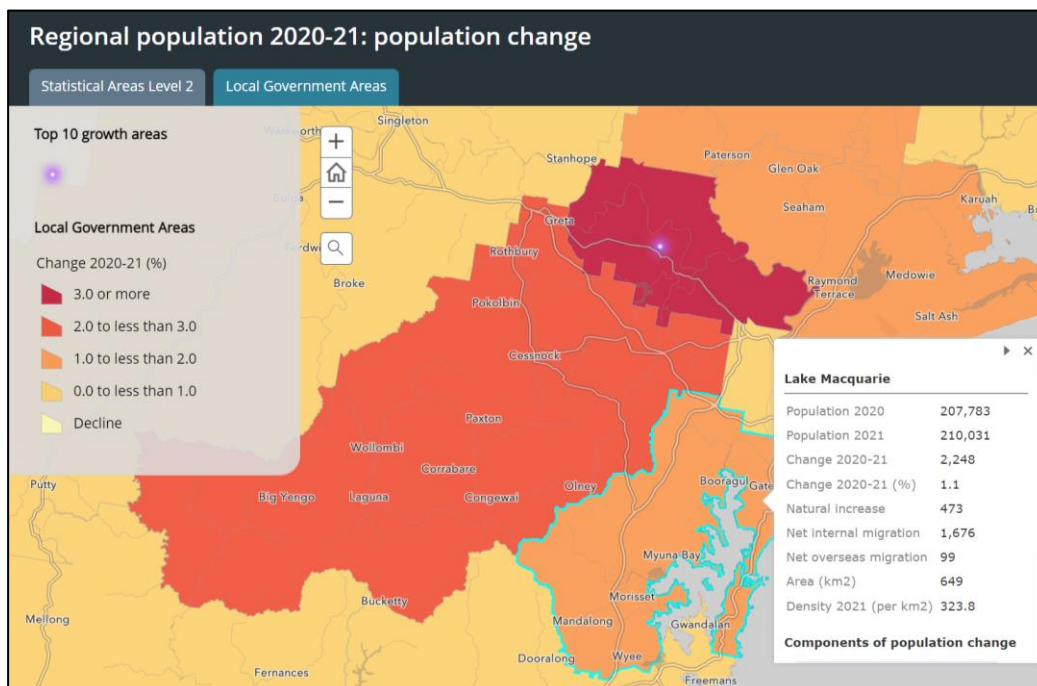 Regional population 2020-21: population change
Statistical Areas Level 2
Local Government Areas
Top 10 growth areas
Local Government Areas
Change 2020-21 (%)
3.0 or more
2.0 to less than 3.0
1.0 to less than 2.0
0.0 to less than 1.0
Decline
+
−
Singleton
Stanhope
Paterson
Glen Oak
Karuah
Seaham
Greta
Rothbury
Broke
Medowie
Raymond
Terrace
Pokolbin
Salt Ash
Cessnock
Paxton
Wollombi
Corrabare
Putty
Big Yengo
Laguna
Congewai
Olney
Booragul
Myuna Bay
Morisset
Bucketty
Mandalong
Gwandalan
Mellong
Dooralong
Wyee
Fernances
Freemans
Lake Macquarie
Population 2020 207,783
Population 2021 210,031
Change 2020-21 2,248
Change 2020-21 (%) 1.1
Natural increase 473
Net internal migration 1,676
Net overseas migration 99
Area (km2) 649
Density 2021 (per km2) 323.8
Components of population change